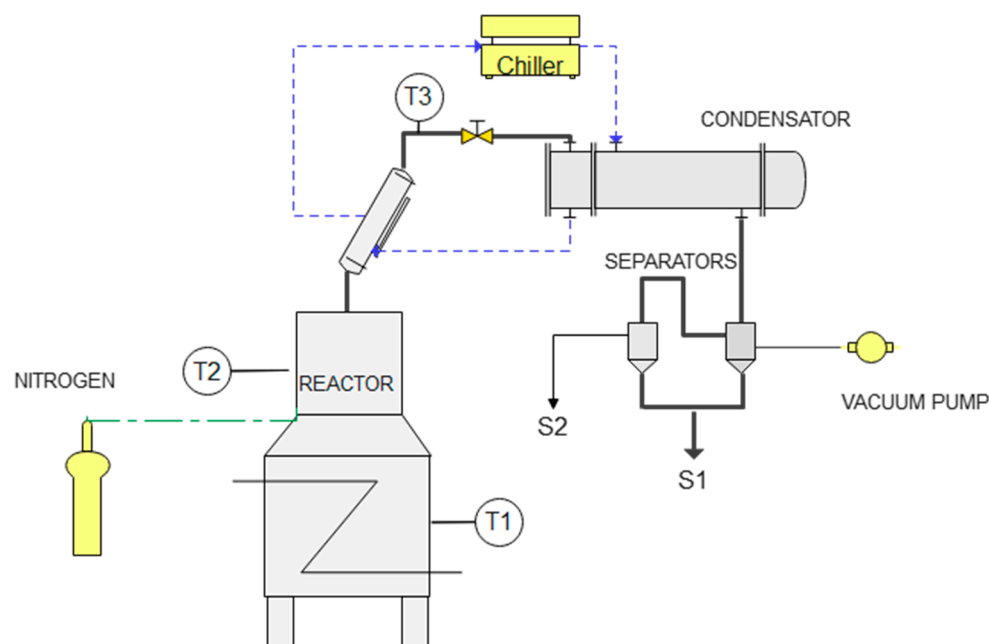 Chiller
T3
CONDENSATOR
SEPARATORS
T2
REACTOR
NITROGEN
VACUUM PUMP
S2
S1
T1